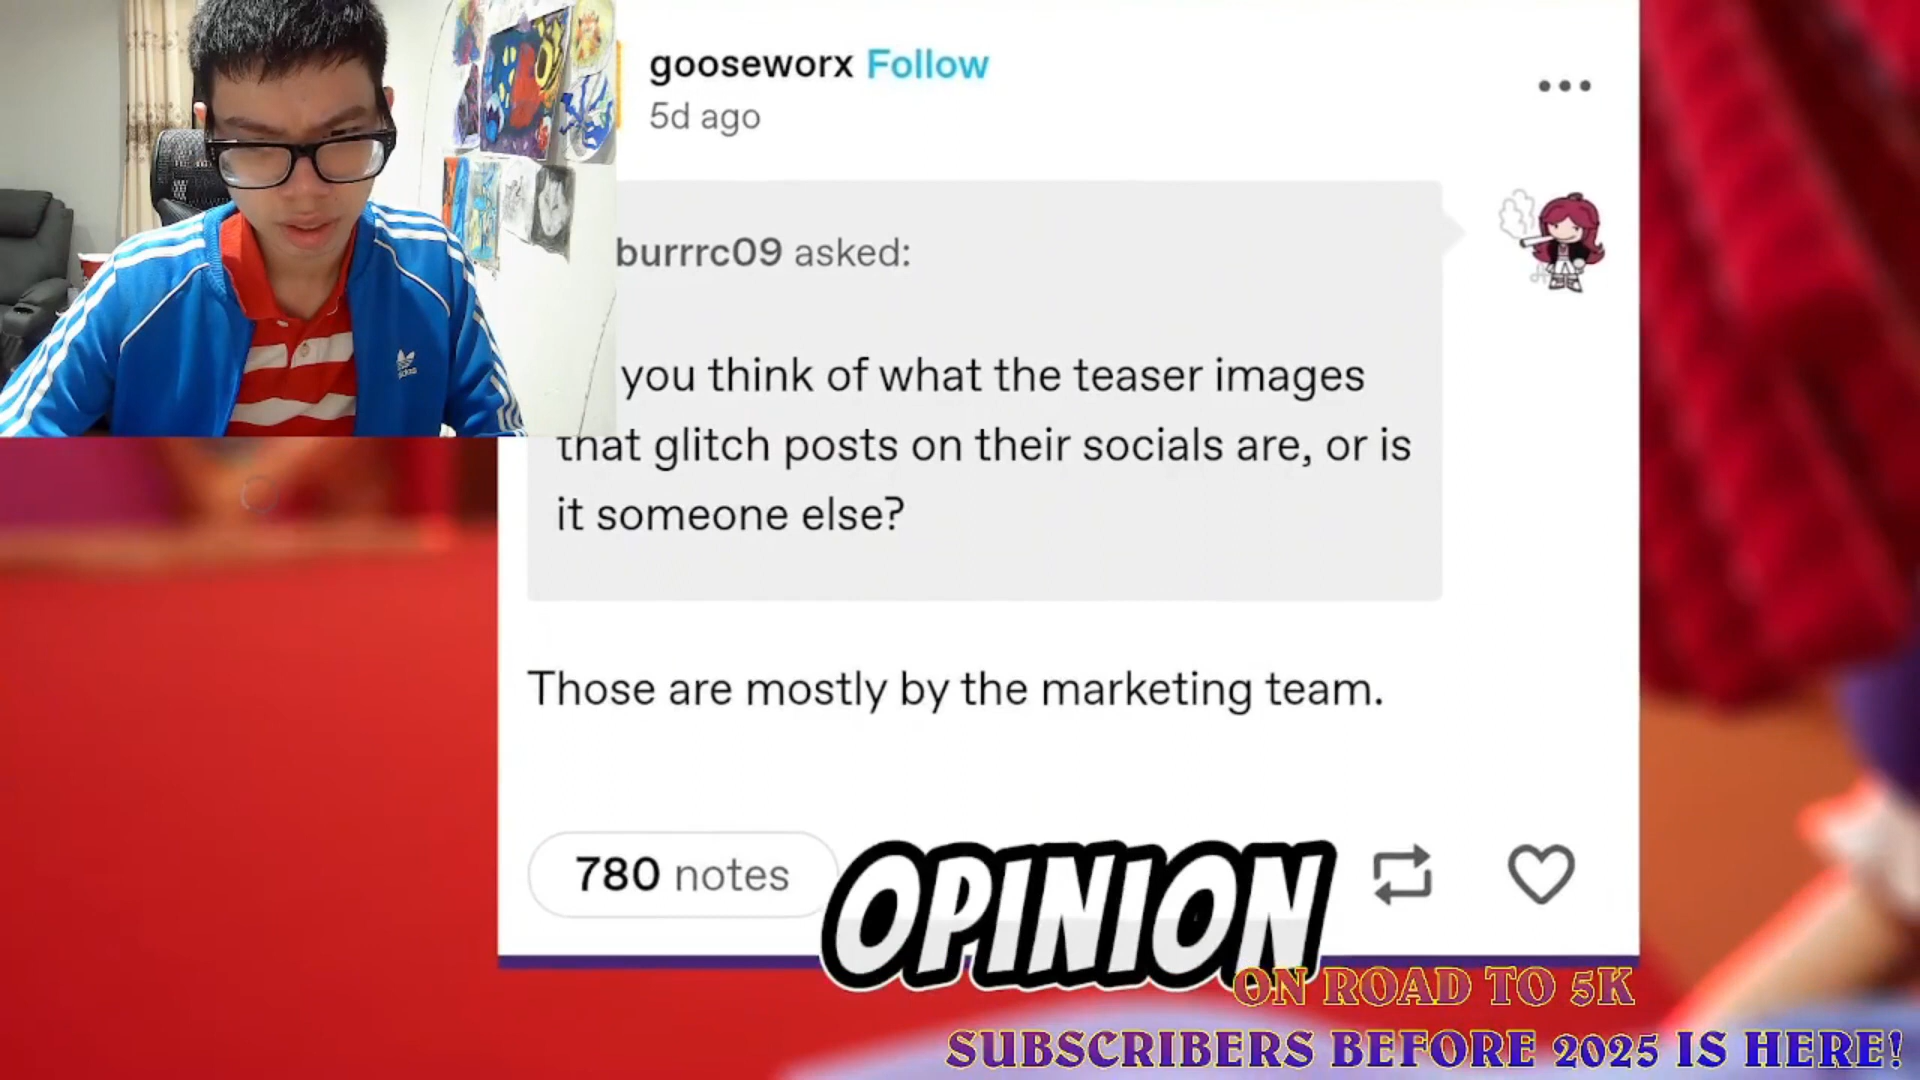 gooseworx Follow
5d ago
burrrc09 asked:
you think of what the teaser images
that glitch posts on their socials are, or is
it someone else?
Those are mostly by the marketing team.
780 notes
OPINION
ON ROAD TO 5K
SUBSCRIBERS BEFORE 2025 IS HERE!
adidas